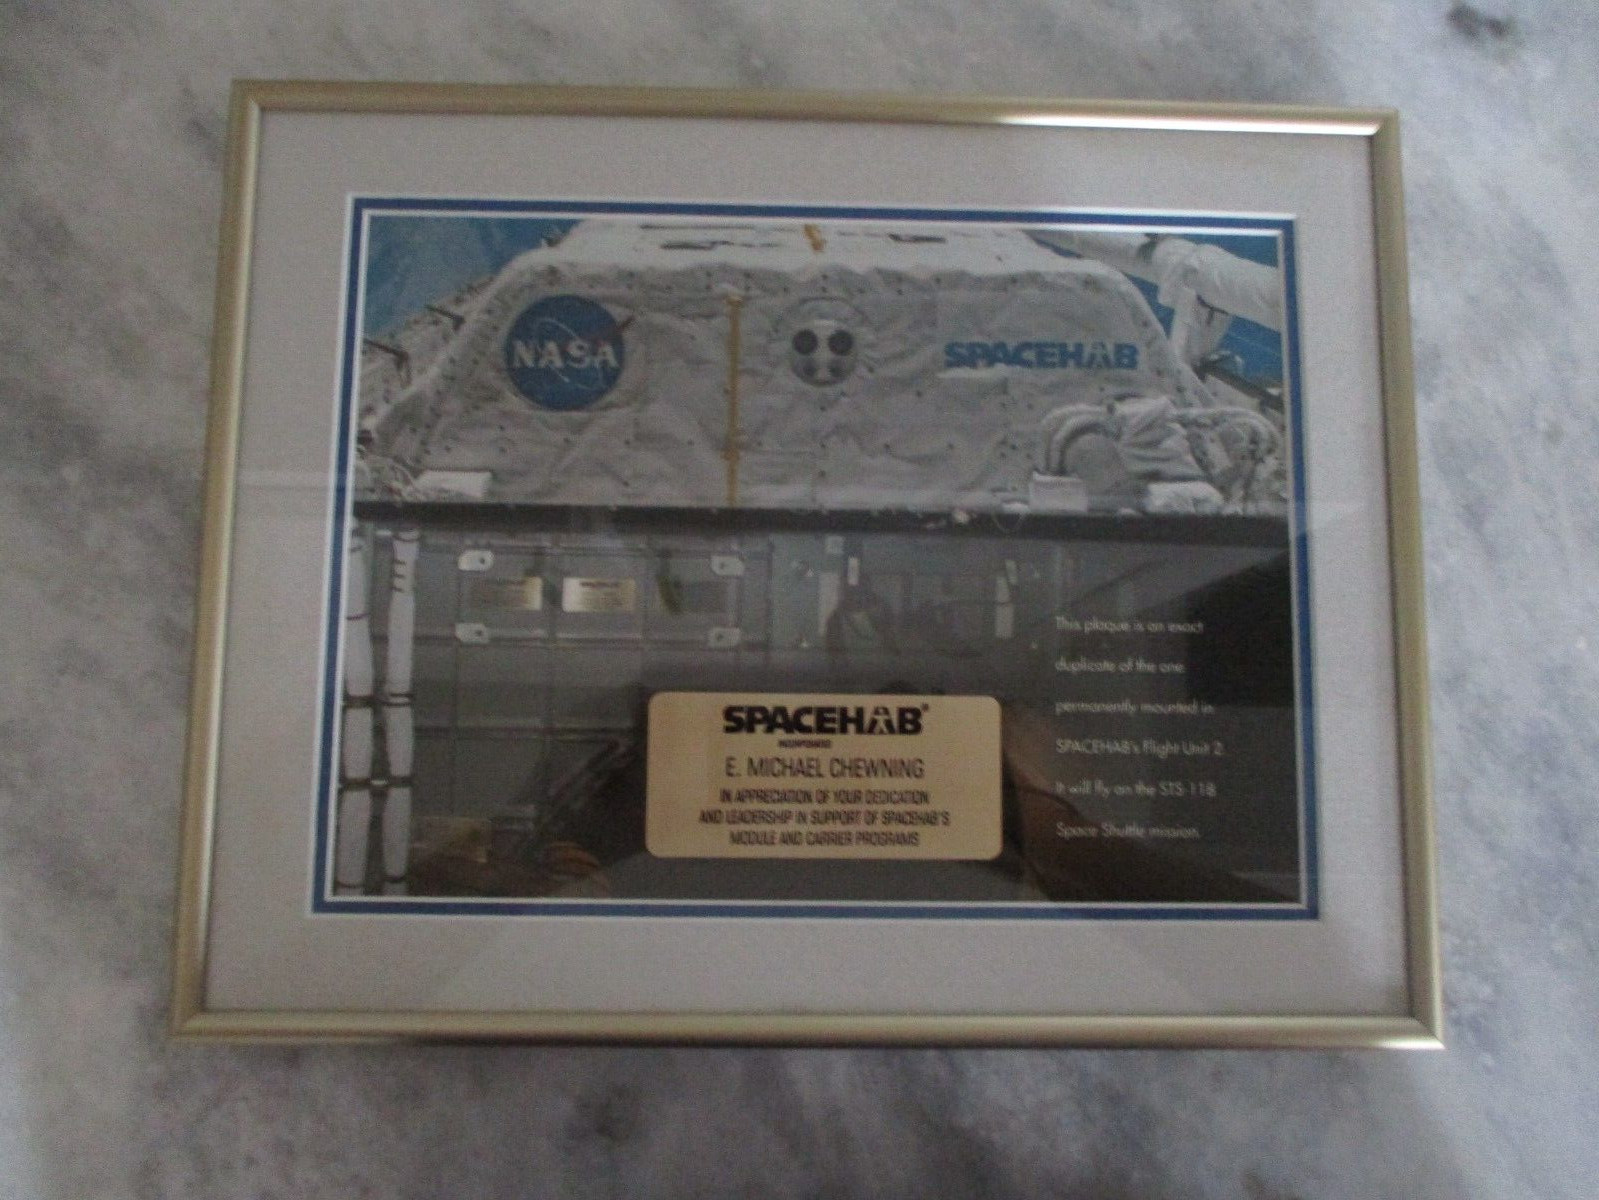 NASA
SPACEHAB
This plaque is an exact
duplicate of the one
permanently mounted in
SPACEHAB's Flight Unit 2.
It will fly on the STS-118
Space Shuttle mission.
SPACEHAB®
INCORPORATED
E. MICHAEL CHEWNING
IN APPRECIATION OF YOUR DEDICATION
AND LEADERSHIP IN SUPPORT OF SPACEHAB'S
MODULE AND CARRIER PROGRAMS